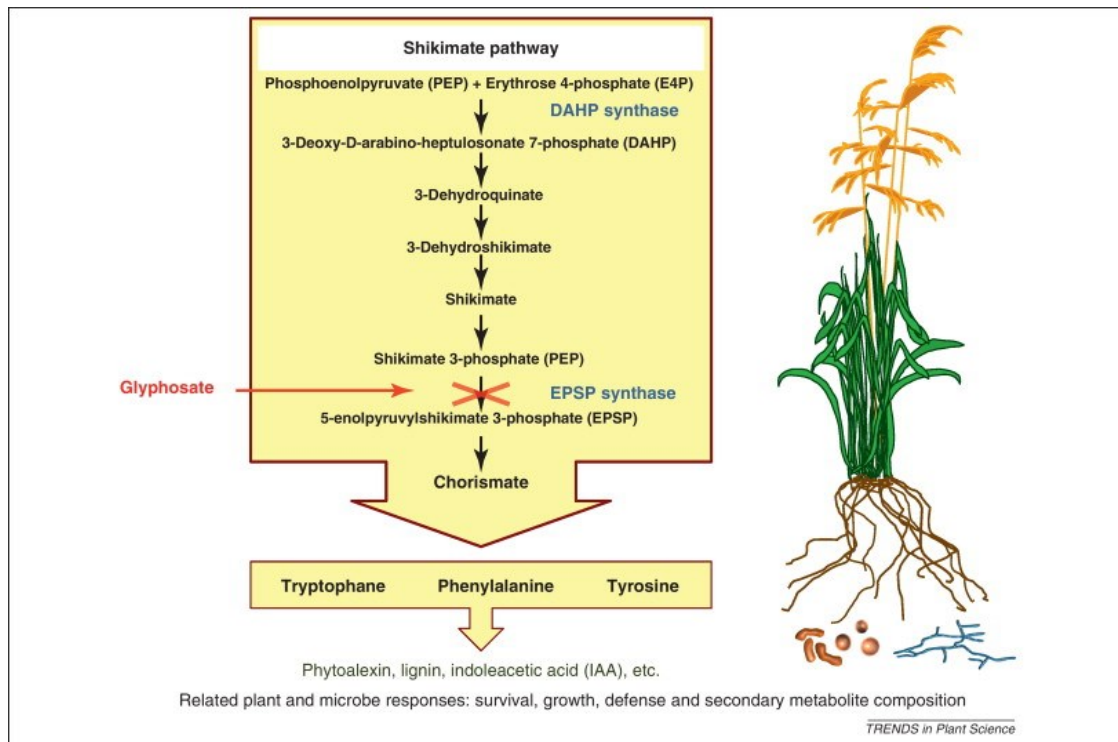 Shikimate pathway
Phosphoenolpyruvate (PEP) + Erythrose 4-phosphate (E4P)
DAHP synthase
3-Deoxy-D-arabino-heptulosonate 7-phosphate (DAHP)
3-Dehydroquinate
3-Dehydroshikimate
Shikimate
Shikimate 3-phosphate (PEP)
Glyphosate
EPSP synthase
5-enolpyruvylshikimate 3-phosphate (EPSP)
Chorismate
Tryptophane Phenylalanine Tyrosine
Phytoalexin, lignin, indoleacetic acid (IAA), etc.
Related plant and microbe responses: survival, growth, defense and secondary metabolite composition
TRENDS in Plant Science